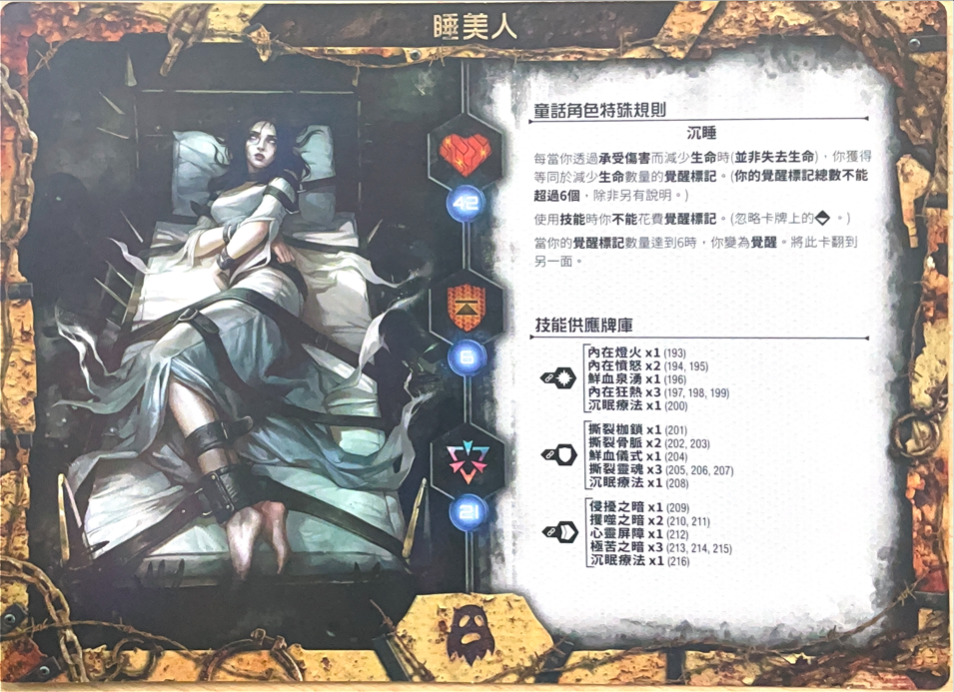 睡美人
童話角色特殊規則
沉睡
每當你透過承受傷害而減少生命時(並非失去生命)，你獲得
等同於減少生命數量的覺醒標記。(你的覺醒標記總數不能
超過6個，除非另有說明。)
使用技能時你不能花費覺醒標記。(忽略卡牌上的 。)
當你的覺醒標記數量達到6時，你變為覺醒。將此卡翻到
另一面。
42
6
21
技能供應牌庫
內在燈火 x1 (193)
內在憤怒 x2 (194, 195)
鮮血泉湧 x1 (196)
內在狂熱 x3 (197, 198, 199)
沉眠療法 x1 (200)
撕裂枷鎖 x1 (201)
撕裂骨脈 x2 (202, 203)
鮮血儀式 x1 (204)
撕裂靈魂 x3 (205, 206, 207)
沉眠療法 x1 (208)
侵擾之暗 x1 (209)
攫噬之暗 x2 (210, 211)
心靈屏障 x1 (212)
極苦之暗 x3 (213, 214, 215)
沉眠療法 x1 (216)